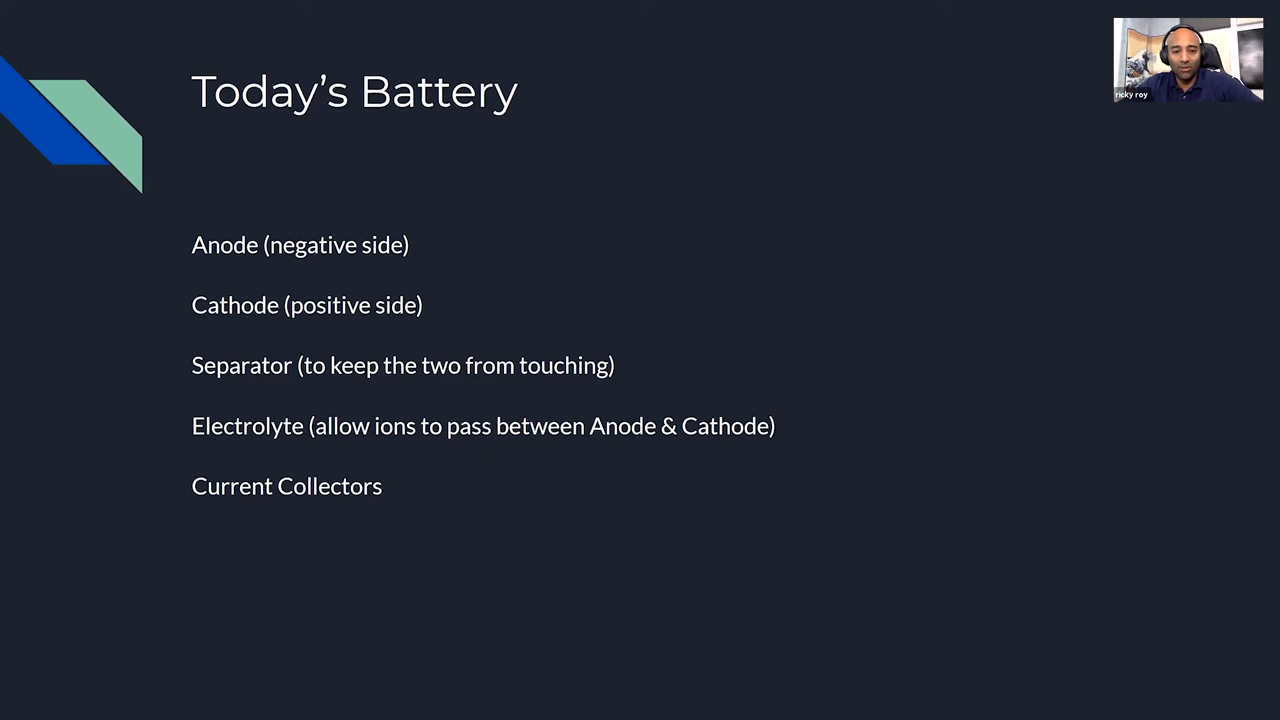 Today’s Battery
ricky roy
Anode (negative side)
Cathode (positive side)
Separator (to keep the two from touching)
Electrolyte (allow ions to pass between Anode & Cathode)
Current Collectors